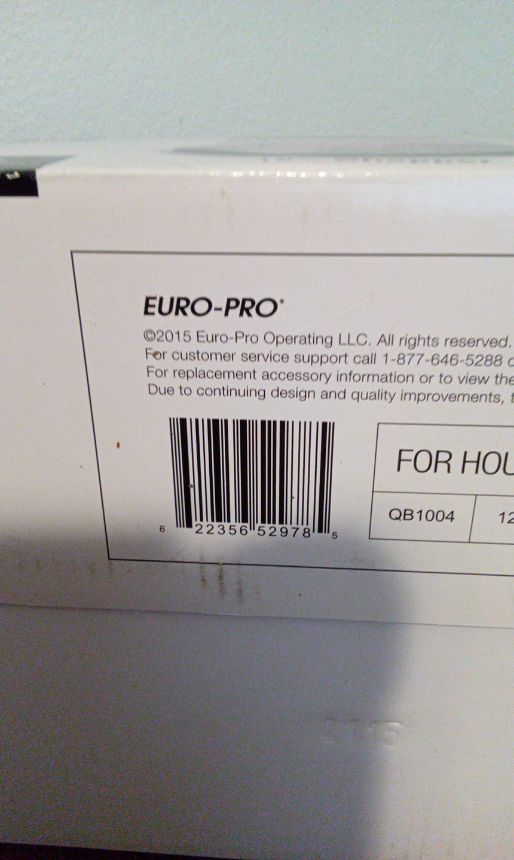 EURO-PRO
©2015 Euro-Pro Operating LLC. All rights reserved.
For customer service support call 1-877-646-5288
For replacement accessory information or to view the
Due to continuing design and quality improvements,
FOR HOU
QB1004 12
6 22356 52978 5